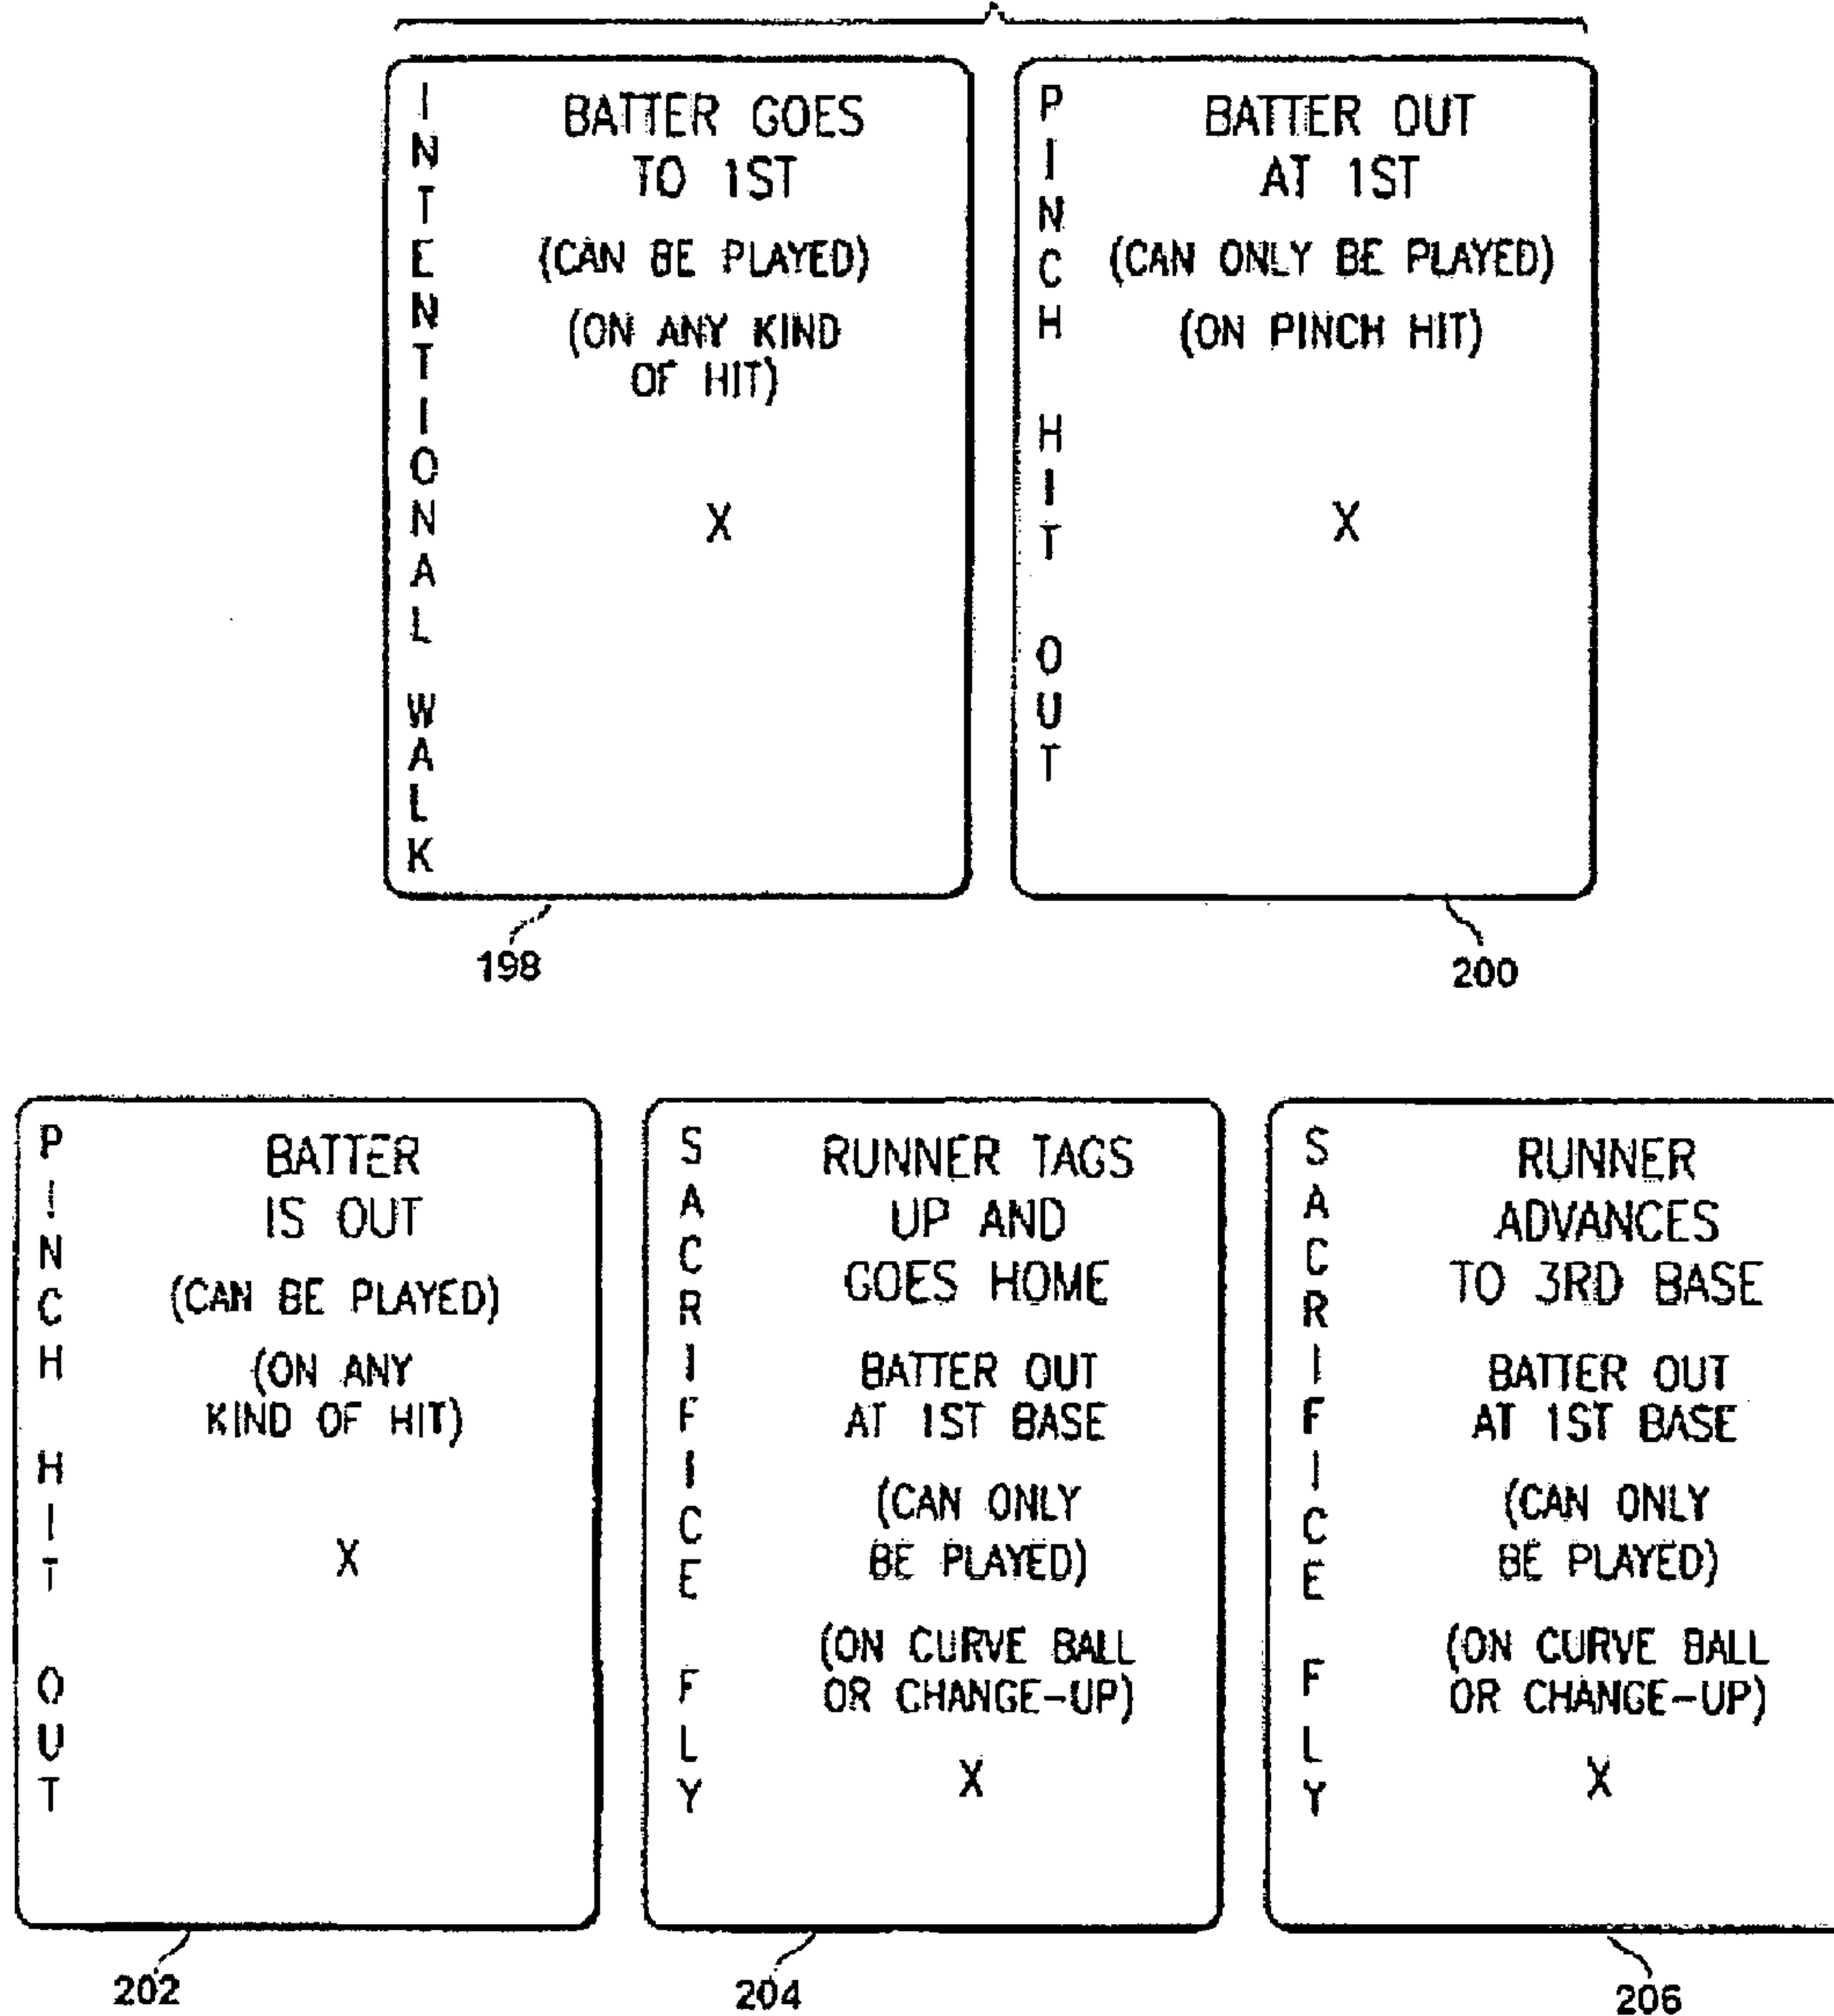 INTENTIONAL WALK
BATTER GOES
TO 1ST
(CAN BE PLAYED)
(ON ANY KIND
OF HIT)
X
198
PINCH HIT OUT
BATTER OUT
AT 1ST
(CAN ONLY BE PLAYED)
(ON PINCH HIT)
X
200
PINCH HIT OUT
BATTER
IS OUT
(CAN BE PLAYED)
(ON ANY
KIND OF HIT)
X
202
SACRIFICE FLY
RUNNER TAGS
UP AND
GOES HOME
BATTER OUT
AT 1ST BASE
(CAN ONLY
BE PLAYED)
(ON CURVE BALL
OR CHANGE-UP)
X
204
SACRIFICE FLY
RUNNER
ADVANCES
TO 3RD BASE
BATTER OUT
AT 1ST BASE
(CAN ONLY
BE PLAYED)
(ON CURVE BALL
OR CHANGE-UP)
X
206